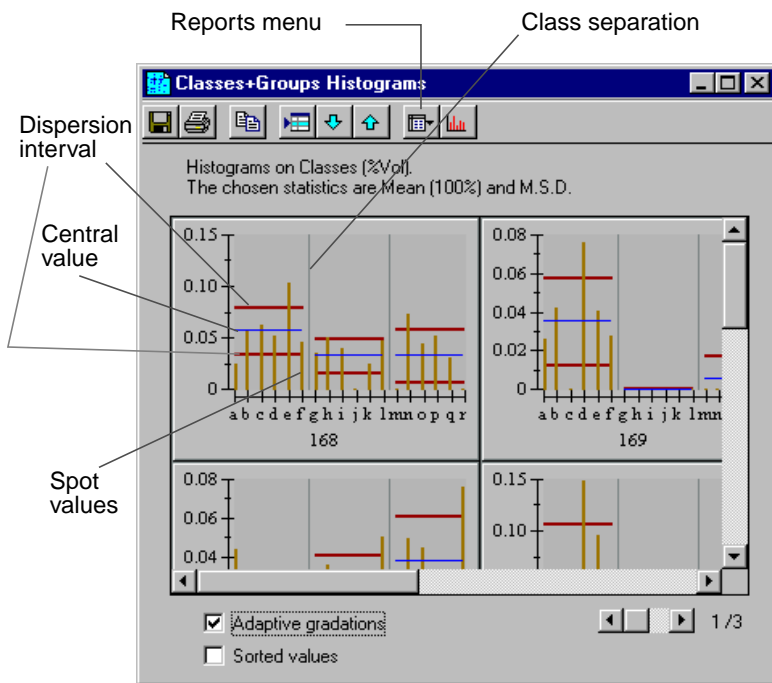 Reports menu
Class separation
Classes+Groups Histograms
Dispersion
interval
Histograms on Classes (%Vol).
The chosen statistics are Mean (100%) and M.S.D.
Central
value
0.15
0.10
0.05
0
a b c d e f g h i j k l m n o p q r
168
0.08
0.06
0.04
0.02
0
a b c d e f g h i j k l m n
169
Spot
values
0.08
0.06
0.04
0.15
0.10
Adaptive gradations
1 /3
Sorted values